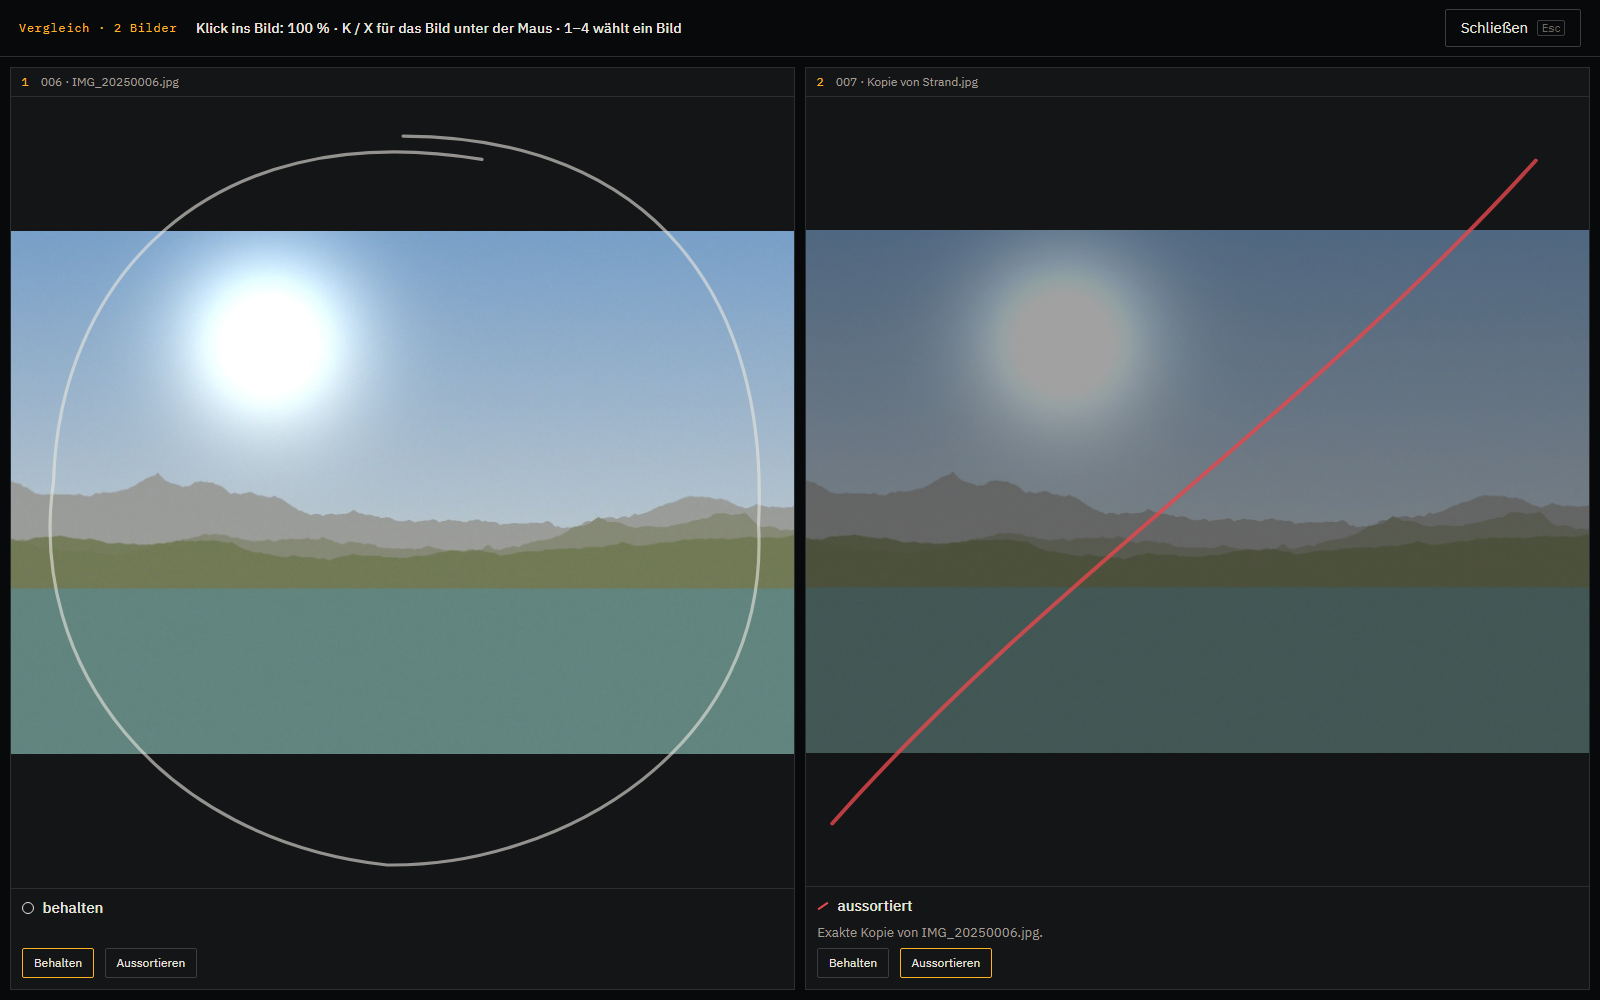 Vergleich · 2 Bilder
Klick ins Bild: 100 % · K / X für das Bild unter der Maus · 1–4 wählt ein Bild
Schließen Esc
1 006 · IMG_20250006.jpg
2 007 · Kopie von Strand.jpg
behalten
Behalten Aussortieren
aussortiert
Exakte Kopie von IMG_20250006.jpg.
Behalten Aussortieren